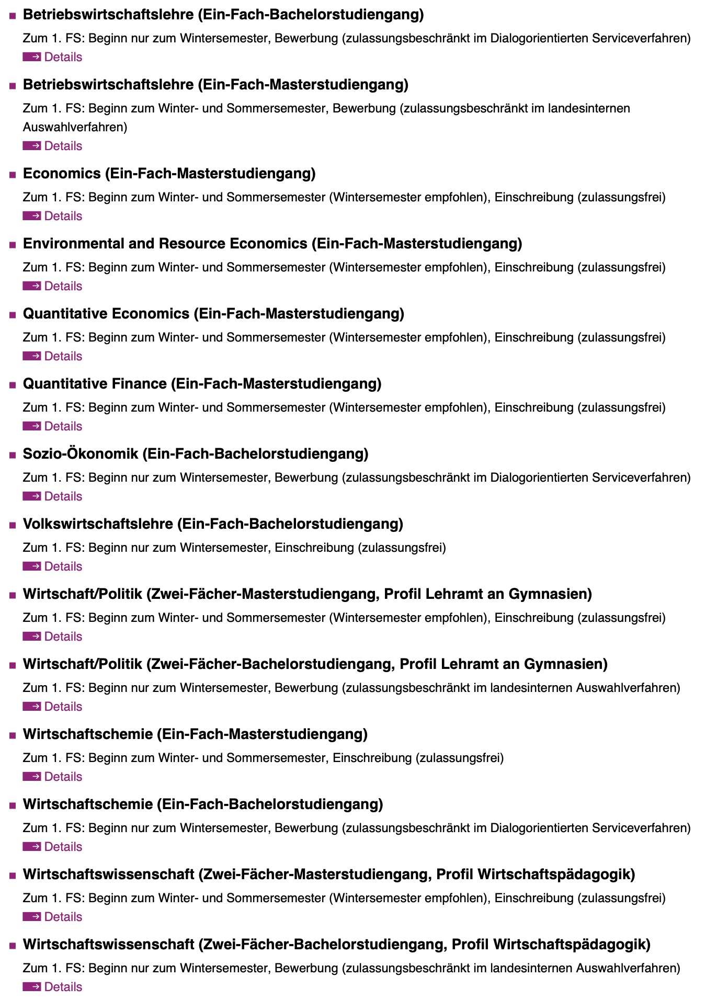 Betriebswirtschaftslehre (Ein-Fach-Bachelorstudiengang)
Zum 1. FS: Beginn nur zum Wintersemester, Bewerbung (zulassungsbeschränkt im Dialogorientierten Serviceverfahren)
Details
Betriebswirtschaftslehre (Ein-Fach-Masterstudiengang)
Zum 1. FS: Beginn zum Winter- und Sommersemester, Bewerbung (zulassungsbeschränkt im landesinternen
Auswahlverfahren)
Details
Economics (Ein-Fach-Masterstudiengang)
Zum 1. FS: Beginn zum Winter- und Sommersemester (Wintersemester empfohlen), Einschreibung (zulassungsfrei)
Details
Environmental and Resource Economics (Ein-Fach-Masterstudiengang)
Zum 1. FS: Beginn zum Winter- und Sommersemester (Wintersemester empfohlen), Einschreibung (zulassungsfrei)
Details
Quantitative Economics (Ein-Fach-Masterstudiengang)
Zum 1. FS: Beginn zum Winter- und Sommersemester (Wintersemester empfohlen), Einschreibung (zulassungsfrei)
Details
Quantitative Finance (Ein-Fach-Masterstudiengang)
Zum 1. FS: Beginn zum Winter- und Sommersemester (Wintersemester empfohlen), Einschreibung (zulassungsfrei)
Details
Sozio-Ökonomik (Ein-Fach-Bachelorstudiengang)
Zum 1. FS: Beginn nur zum Wintersemester, Bewerbung (zulassungsbeschränkt im Dialogorientierten Serviceverfahren)
Details
Volkswirtschaftslehre (Ein-Fach-Bachelorstudiengang)
Zum 1. FS: Beginn nur zum Wintersemester, Einschreibung (zulassungsfrei)
Details
Wirtschaft/Politik (Zwei-Fächer-Masterstudiengang, Profil Lehramt an Gymnasien)
Zum 1. FS: Beginn zum Winter- und Sommersemester (Wintersemester empfohlen), Einschreibung (zulassungsfrei)
Details
Wirtschaft/Politik (Zwei-Fächer-Bachelorstudiengang, Profil Lehramt an Gymnasien)
Zum 1. FS: Beginn nur zum Wintersemester, Bewerbung (zulassungsbeschränkt im landesinternen Auswahlverfahren)
Details
Wirtschaftschemie (Ein-Fach-Masterstudiengang)
Zum 1. FS: Beginn zum Winter- und Sommersemester, Einschreibung (zulassungsfrei)
Details
Wirtschaftschemie (Ein-Fach-Bachelorstudiengang)
Zum 1. FS: Beginn nur zum Wintersemester, Bewerbung (zulassungsbeschränkt im Dialogorientierten Serviceverfahren)
Details
Wirtschaftswissenschaft (Zwei-Fächer-Masterstudiengang, Profil Wirtschaftspädagogik)
Zum 1. FS: Beginn zum Winter- und Sommersemester (Wintersemester empfohlen), Einschreibung (zulassungsfrei)
Details
Wirtschaftswissenschaft (Zwei-Fächer-Bachelorstudiengang, Profil Wirtschaftspädagogik)
Zum 1. FS: Beginn nur zum Wintersemester, Bewerbung (zulassungsbeschränkt im landesinternen Auswahlverfahren)
Details